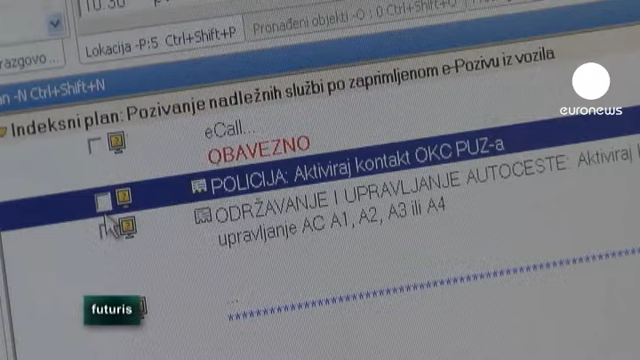 10:30
razgovo...
Lokacija -P:S Ctrl+Shift+P
Pronađeni objekti -O : 0 Ctrl+Shift+O
an -N Ctrl+Shift+N
Indeksni plan: Pozivanje nadležnih službi po zaprimljenom e-Pozivu iz vozila
eCall...
OBAVEZNO
POLICIJA: Aktiviraj kontakt OKC PUZ-a
ODRŽAVANJE I UPRAVLJANJE AUTOCESTE: Aktiviraj
upravljanje AC A1, A2, A3 ili A4
...
euronews
futuris